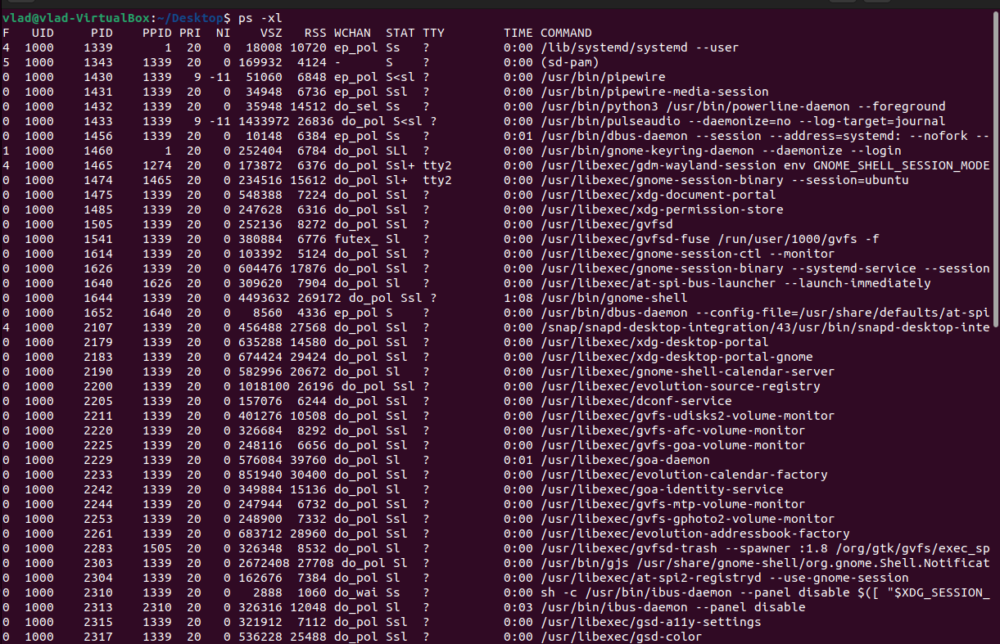 vlad@vlad-VirtualBox:~/Desktop$ ps -xl
F   UID     PID    PPID PRI  NI    VSZ   RSS WCHAN  STAT TTY        TIME COMMAND
4  1000    1339       1  20   0  18008 10720 ep_pol Ss   ?          0:00 /lib/systemd/systemd --user
5  1000    1343    1339  20   0 169932  4124 -      S    ?          0:00 (sd-pam)
0  1000    1430    1339   9 -11  51060  6848 ep_pol S<sl ?          0:00 /usr/bin/pipewire
0  1000    1431    1339  20   0  34948  6736 ep_pol Ssl  ?          0:00 /usr/bin/pipewire-media-session
0  1000    1432    1339  20   0  35948 14512 do_sel Ss   ?          0:00 /usr/bin/python3 /usr/bin/powerline-daemon --foreground
0  1000    1433    1339   9 -11 1433972 26836 do_pol S<sl ?         0:00 /usr/bin/pulseaudio --daemonize=no --log-target=journal
0  1000    1456    1339  20   0  10148  6384 ep_pol Ss   ?          0:01 /usr/bin/dbus-daemon --session --address=systemd: --nofork --
1  1000    1460       1  20   0 252404  6784 do_pol SLl  ?          0:00 /usr/bin/gnome-keyring-daemon --daemonize --login
4  1000    1465    1274  20   0 173872  6376 do_pol Ssl+ tty2       0:00 /usr/libexec/gdm-wayland-session env GNOME_SHELL_SESSION_MODE
0  1000    1474    1465  20   0 234516 15612 do_pol Sl+  tty2       0:00 /usr/libexec/gnome-session-binary --session=ubuntu
0  1000    1475    1339  20   0 548388  7224 do_pol Ssl  ?          0:00 /usr/libexec/xdg-document-portal
0  1000    1485    1339  20   0 247628  6316 do_pol Ssl  ?          0:00 /usr/libexec/xdg-permission-store
0  1000    1505    1339  20   0 252136  8272 do_pol Ssl  ?          0:00 /usr/libexec/gvfsd
0  1000    1541    1339  20   0 380884  6776 futex_ Sl   ?          0:00 /usr/libexec/gvfsd-fuse /run/user/1000/gvfs -f
0  1000    1614    1339  20   0 103392  5124 do_pol Ssl  ?          0:00 /usr/libexec/gnome-session-ctl --monitor
0  1000    1626    1339  20   0 604476 17876 do_pol Ssl  ?          0:00 /usr/libexec/gnome-session-binary --systemd-service --session
0  1000    1640    1626  20   0 309620  7904 do_pol Sl   ?          0:00 /usr/libexec/at-spi-bus-launcher --launch-immediately
0  1000    1644    1339  20   0 4493632 269172 do_pol Ssl ?         1:08 /usr/bin/gnome-shell
0  1000    1652    1640  20   0   8560  4336 ep_pol S    ?          0:00 /usr/bin/dbus-daemon --config-file=/usr/share/defaults/at-spi
4  1000    2107    1339  20   0 456488 27568 do_pol Ssl  ?          0:00 /snap/snapd-desktop-integration/43/usr/bin/snapd-desktop-inte
0  1000    2179    1339  20   0 635288 14580 do_pol Ssl  ?          0:00 /usr/libexec/xdg-desktop-portal
0  1000    2183    1339  20   0 674424 29424 do_pol Ssl  ?          0:00 /usr/libexec/xdg-desktop-portal-gnome
0  1000    2190    1339  20   0 582996 20672 do_pol Sl   ?          0:00 /usr/libexec/gnome-shell-calendar-server
0  1000    2200    1339  20   0 1018100 26196 do_pol Ssl ?          0:00 /usr/libexec/evolution-source-registry
0  1000    2205    1339  20   0 157076  6244 do_pol Ssl  ?          0:00 /usr/libexec/dconf-service
0  1000    2211    1339  20   0 401276 10508 do_pol Ssl  ?          0:00 /usr/libexec/gvfs-udisks2-volume-monitor
0  1000    2220    1339  20   0 326684  8292 do_pol Ssl  ?          0:00 /usr/libexec/gvfs-afc-volume-monitor
0  1000    2225    1339  20   0 248116  6656 do_pol Ssl  ?          0:00 /usr/libexec/gvfs-goa-volume-monitor
0  1000    2229    1339  20   0 576084 39760 do_pol Sl   ?          0:01 /usr/libexec/goa-daemon
0  1000    2233    1339  20   0 851940 30400 do_pol Ssl  ?          0:00 /usr/libexec/evolution-calendar-factory
0  1000    2242    1339  20   0 349884 15136 do_pol Sl   ?          0:00 /usr/libexec/goa-identity-service
0  1000    2244    1339  20   0 247944  6732 do_pol Ssl  ?          0:00 /usr/libexec/gvfs-mtp-volume-monitor
0  1000    2253    1339  20   0 248900  7332 do_pol Ssl  ?          0:00 /usr/libexec/gvfs-gphoto2-volume-monitor
0  1000    2261    1339  20   0 683712 28960 do_pol Ssl  ?          0:00 /usr/libexec/evolution-addressbook-factory
0  1000    2283    1505  20   0 326348  8532 do_pol Sl   ?          0:00 /usr/libexec/gvfsd-trash --spawner :1.8 /org/gtk/gvfs/exec_sp
0  1000    2303    1339  20   0 2672408 27708 do_pol Sl  ?          0:00 /usr/bin/gjs /usr/share/gnome-shell/org.gnome.Shell.Notificat
0  1000    2304    1339  20   0 162676  7384 do_pol Sl   ?          0:00 /usr/libexec/at-spi2-registryd --use-gnome-session
0  1000    2310    1339  20   0   2888  1060 do_wai Ss   ?          0:00 sh -c /usr/bin/ibus-daemon --panel disable $([ "$XDG_SESSION_
0  1000    2313    2310  20   0 326316 12048 do_pol Sl   ?          0:03 /usr/bin/ibus-daemon --panel disable
0  1000    2315    1339  20   0 321912  7112 do_pol Ssl  ?          0:00 /usr/libexec/gsd-a11y-settings
0  1000    2317    1339  20   0 536228 25488 do_pol Ssl  ?          0:00 /usr/libexec/gsd-color